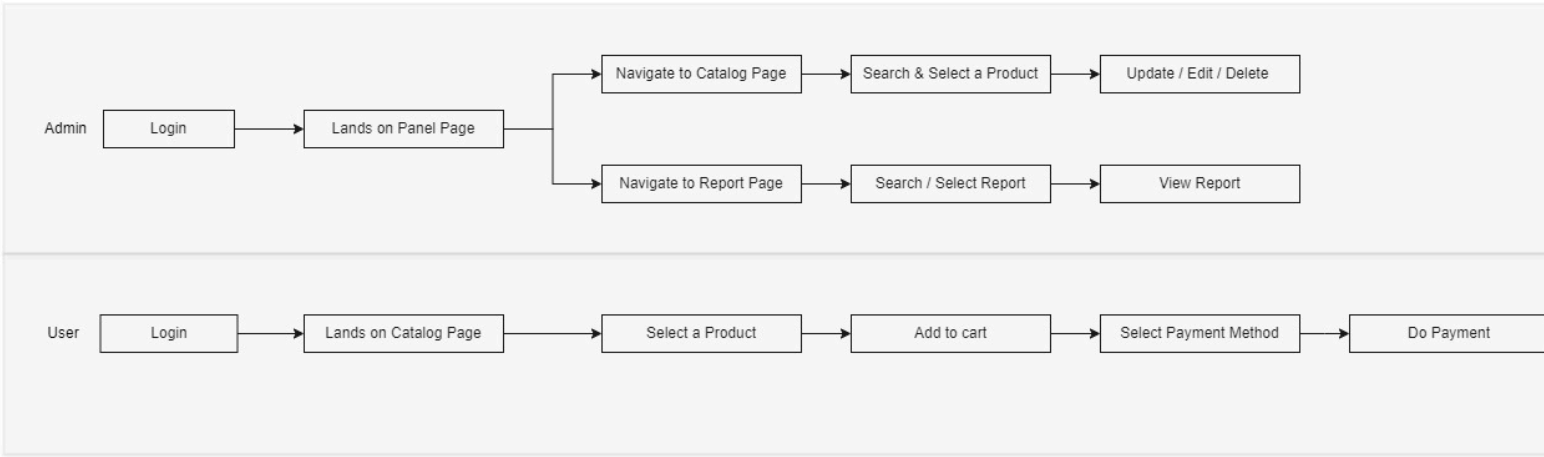 Admin
Login
Lands on Panel Page
Navigate to Catalog Page
Search & Select a Product
Update / Edit / Delete
Navigate to Report Page
Search / Select Report
View Report
User
Login
Lands on Catalog Page
Select a Product
Add to cart
Select Payment Method
Do Payment